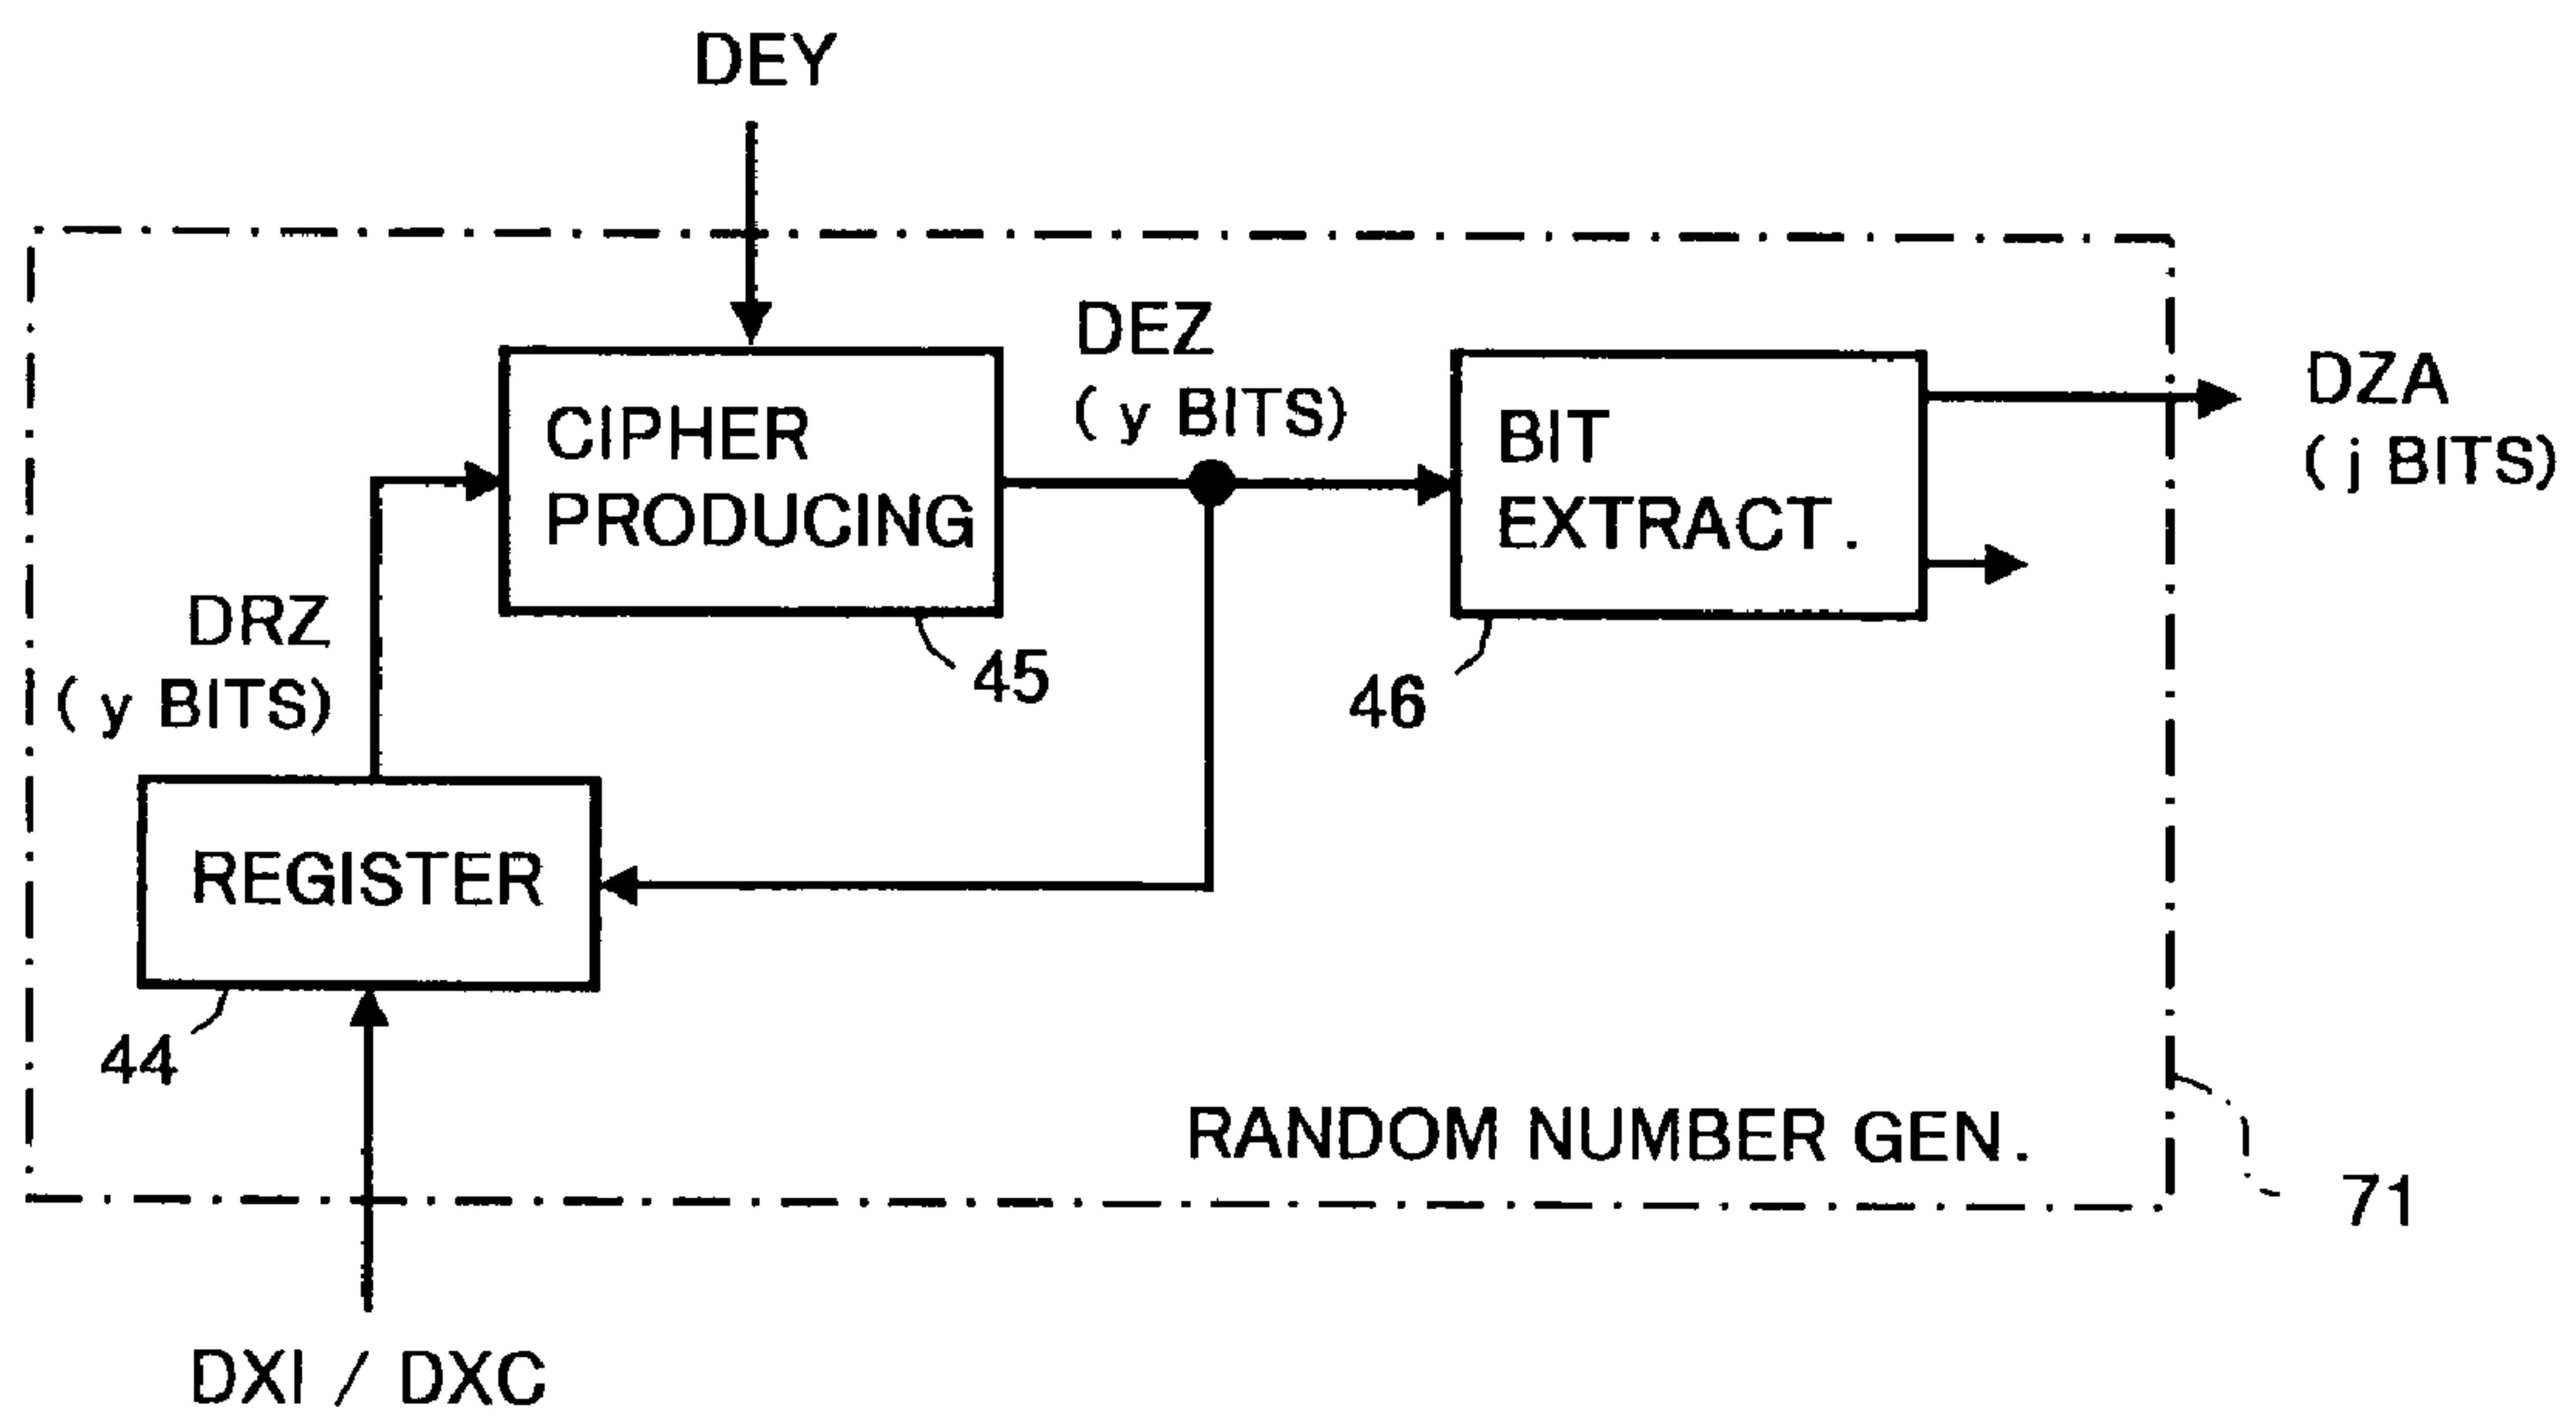 DEY
DEZ
( y BITS)
CIPHER
PRODUCING
BIT
EXTRACT.
DZA
( j BITS)
DRZ
( y BITS)
45
46
REGISTER
44
RANDOM NUMBER GEN.
71
DXI / DXC